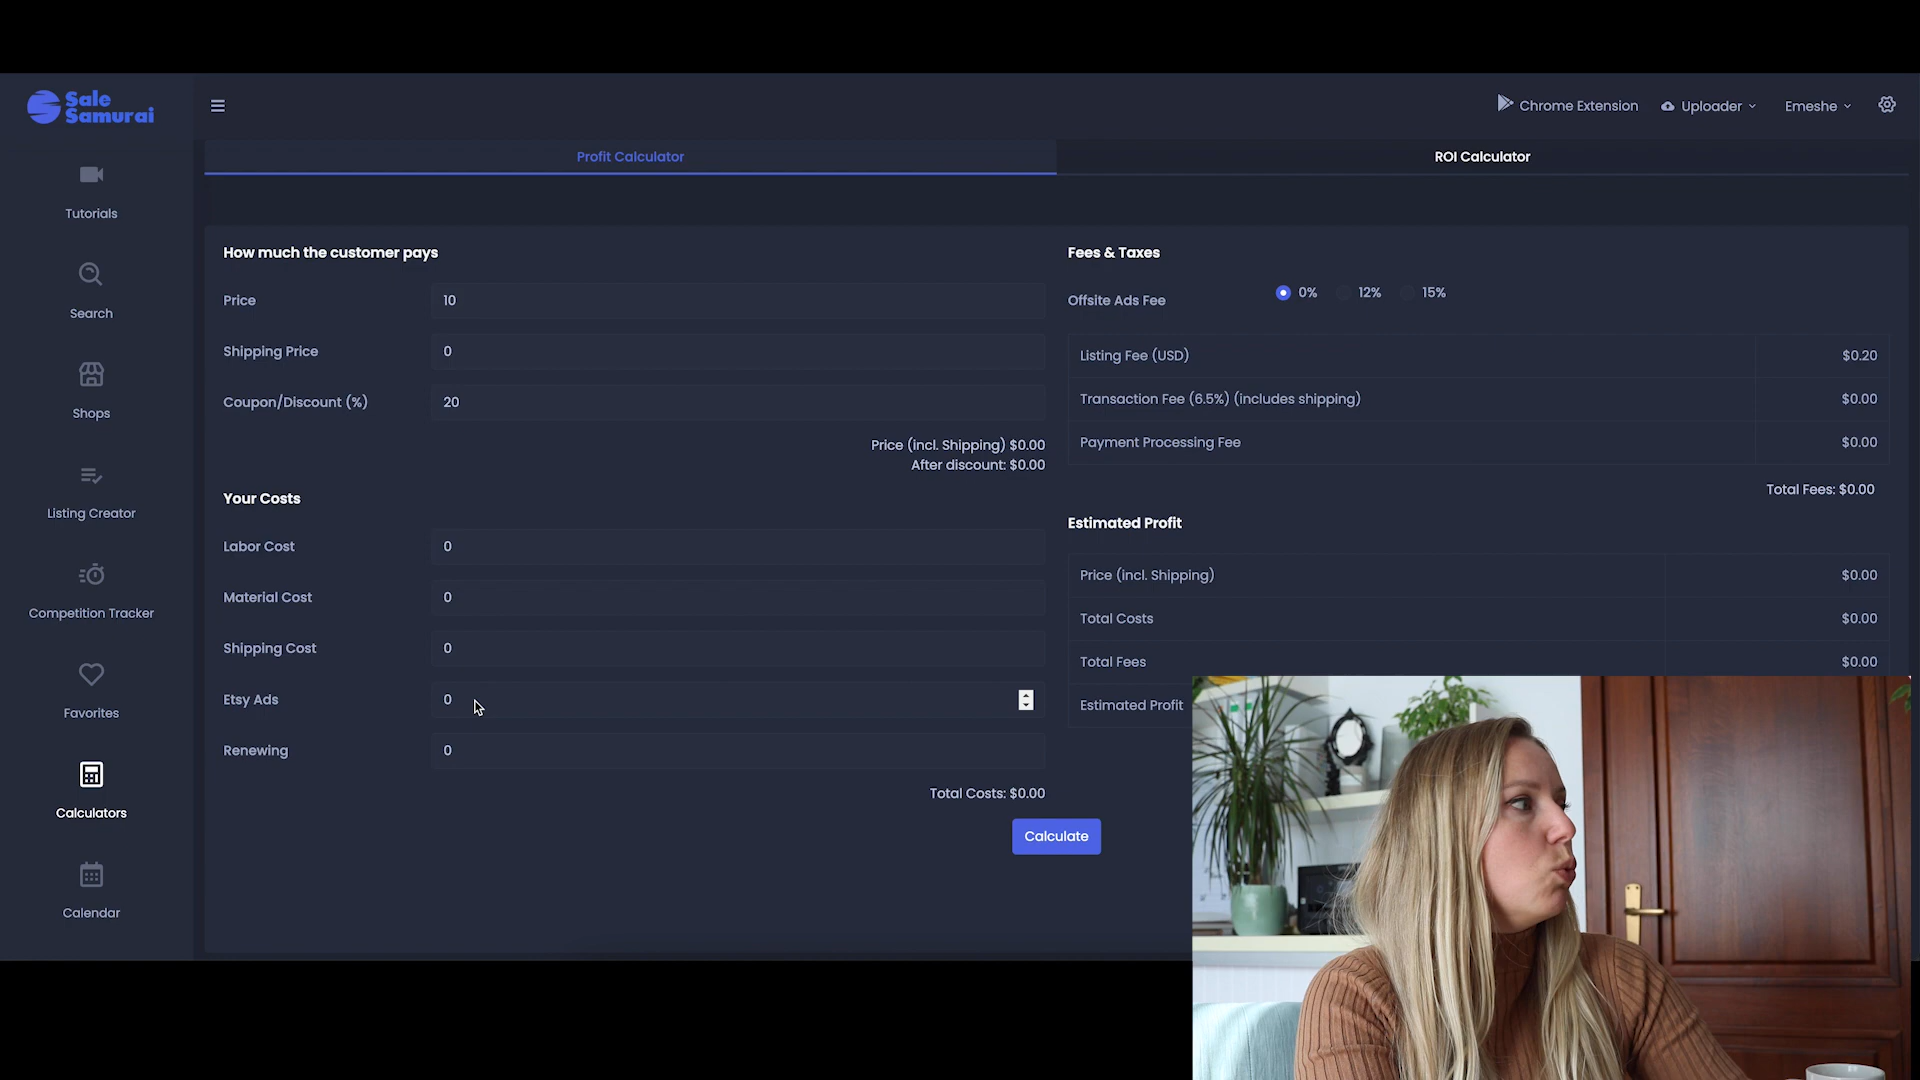 Sale
Samurai
Chrome Extension
Uploader
Emeshe
Tutorials
Search
Shops
Listing Creator
Competition Tracker
Favorites
Calculators
Calendar
Profit Calculator
ROI Calculator
How much the customer pays
Price 10
Shipping Price 0
Coupon/Discount (%) 20
Price (incl. Shipping) $0.00
After discount: $0.00
Your Costs
Labor Cost 0
Material Cost 0
Shipping Cost 0
Etsy Ads 0
Renewing 0
Total Costs: $0.00
Calculate
Fees & Taxes
Offsite Ads Fee 0% 12% 15%
Listing Fee (USD) $0.20
Transaction Fee (6.5%) (includes shipping) $0.00
Payment Processing Fee $0.00
Total Fees: $0.00
Estimated Profit
Price (incl. Shipping) $0.00
Total Costs $0.00
Total Fees $0.00
Estimated Profit